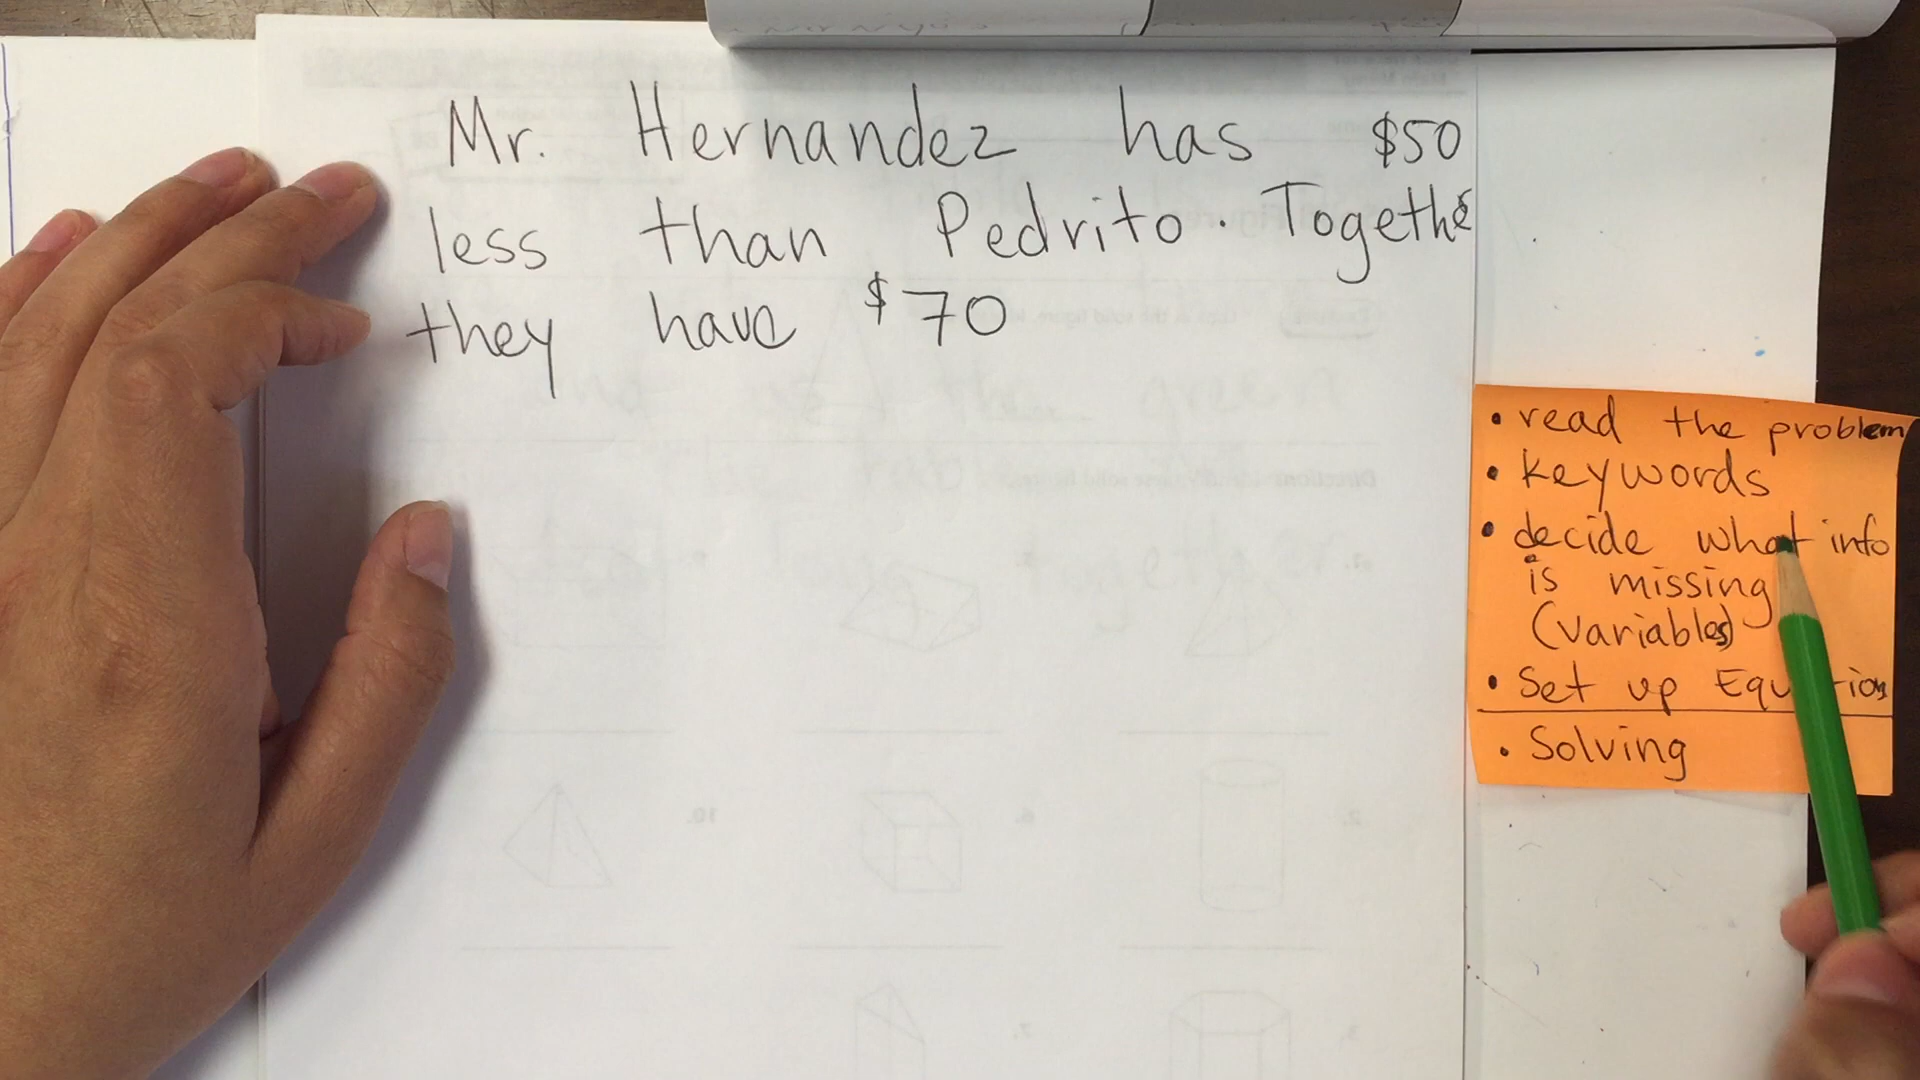 Mr. Hernandez has $50
less than Pedrito. Together
they have $70
• read the problem
• keywords
• decide what info
is missing
(variables)
• Set up Equations
• Solving